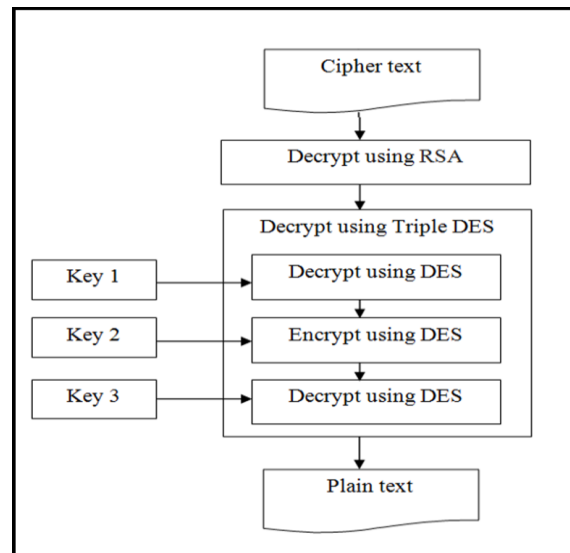 Cipher text
Decrypt using RSA
Decrypt using Triple DES
Key 1
Decrypt using DES
Key 2
Encrypt using DES
Key 3
Decrypt using DES
Plain text